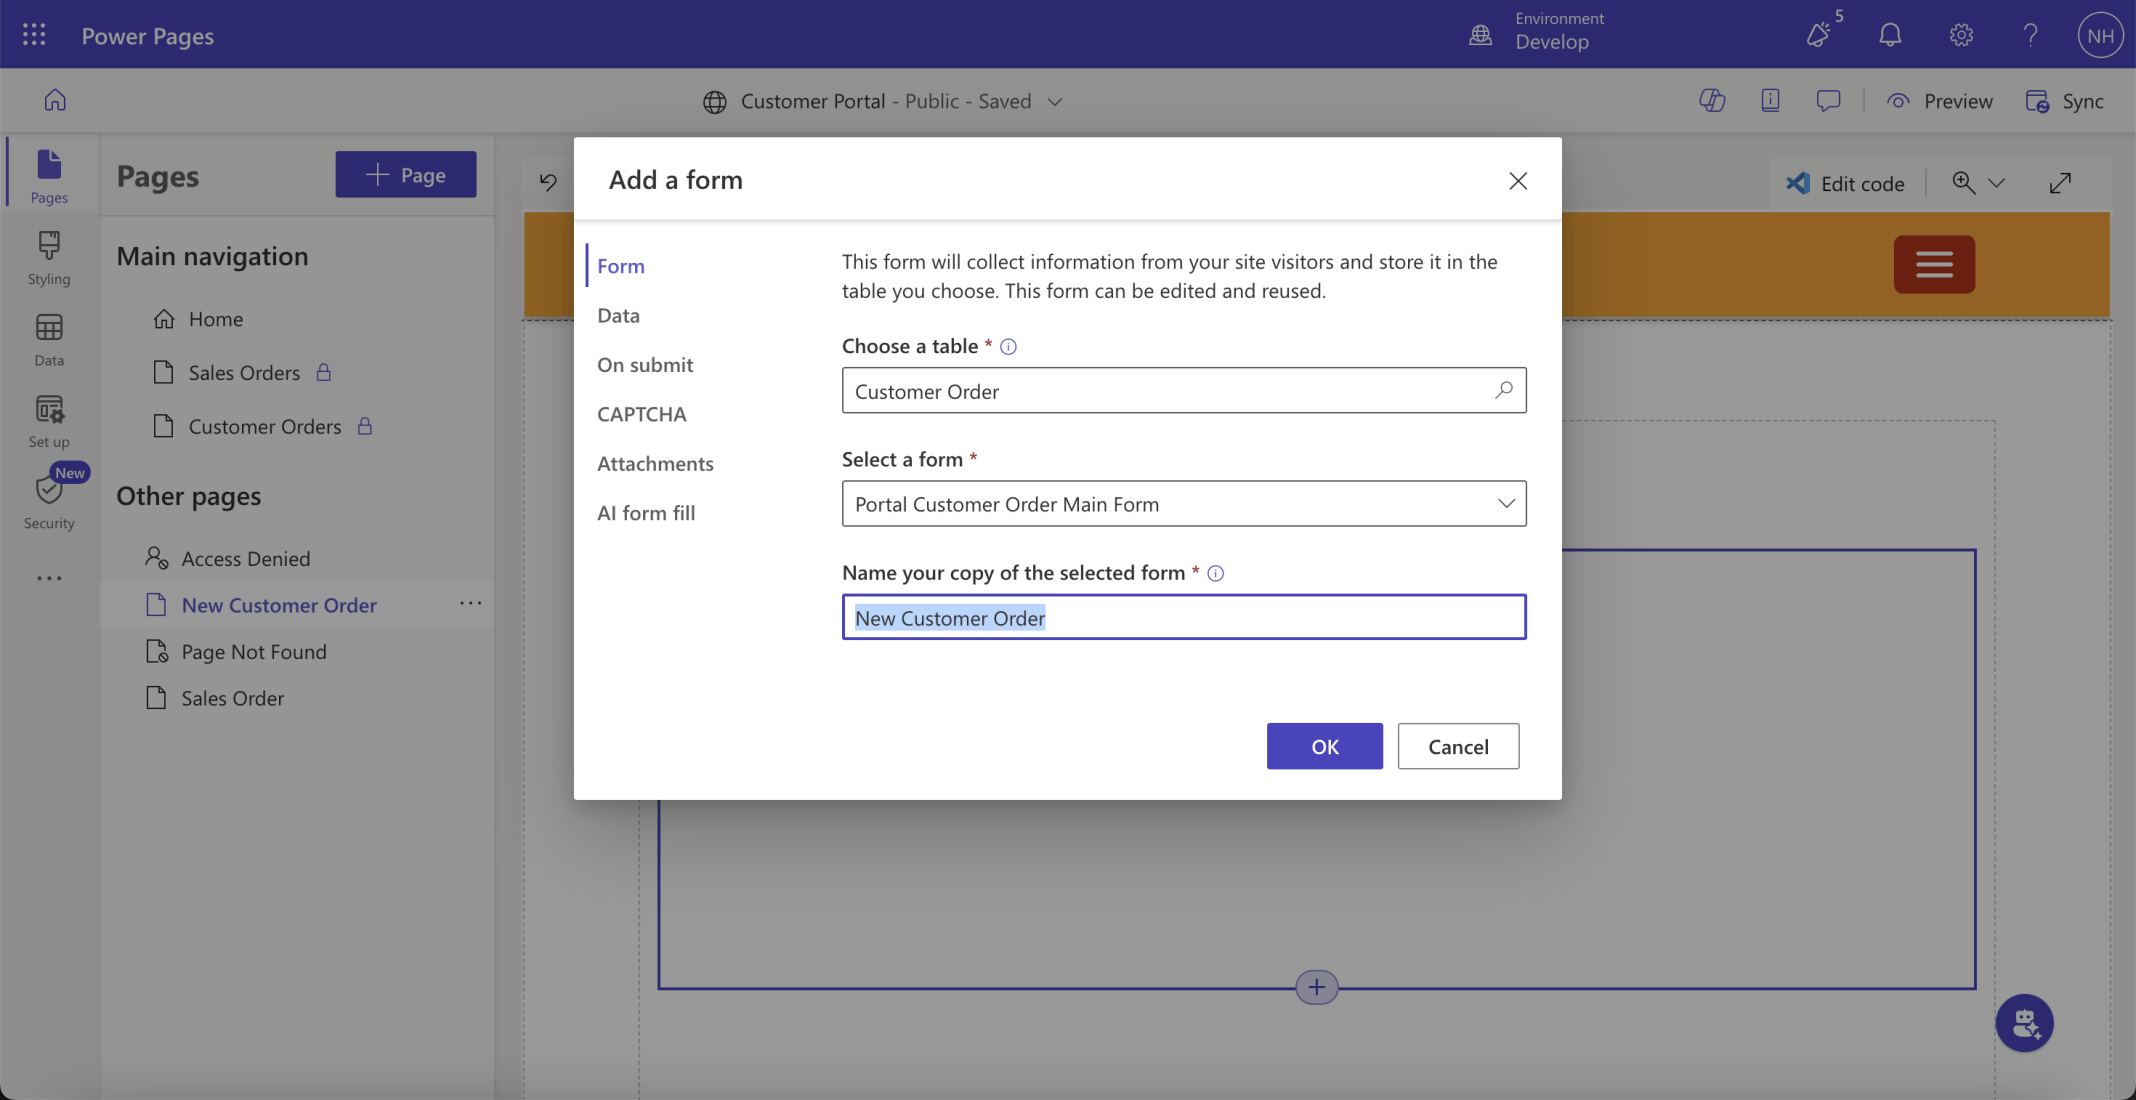 Power Pages
Environment
Develop
5
NH
Customer Portal - Public - Saved
Preview
Sync
Pages
Styling
Data
Set up
New
Security
Pages
Page
Main navigation
Home
Sales Orders
Customer Orders
Other pages
Access Denied
New Customer Order
Page Not Found
Sales Order
Edit code
Add a form
Form
Data
On submit
CAPTCHA
Attachments
AI form fill
This form will collect information from your site visitors and store it in the
table you choose. This form can be edited and reused.
Choose a table *
Customer Order
Select a form *
Portal Customer Order Main Form
Name your copy of the selected form *
New Customer Order
OK
Cancel